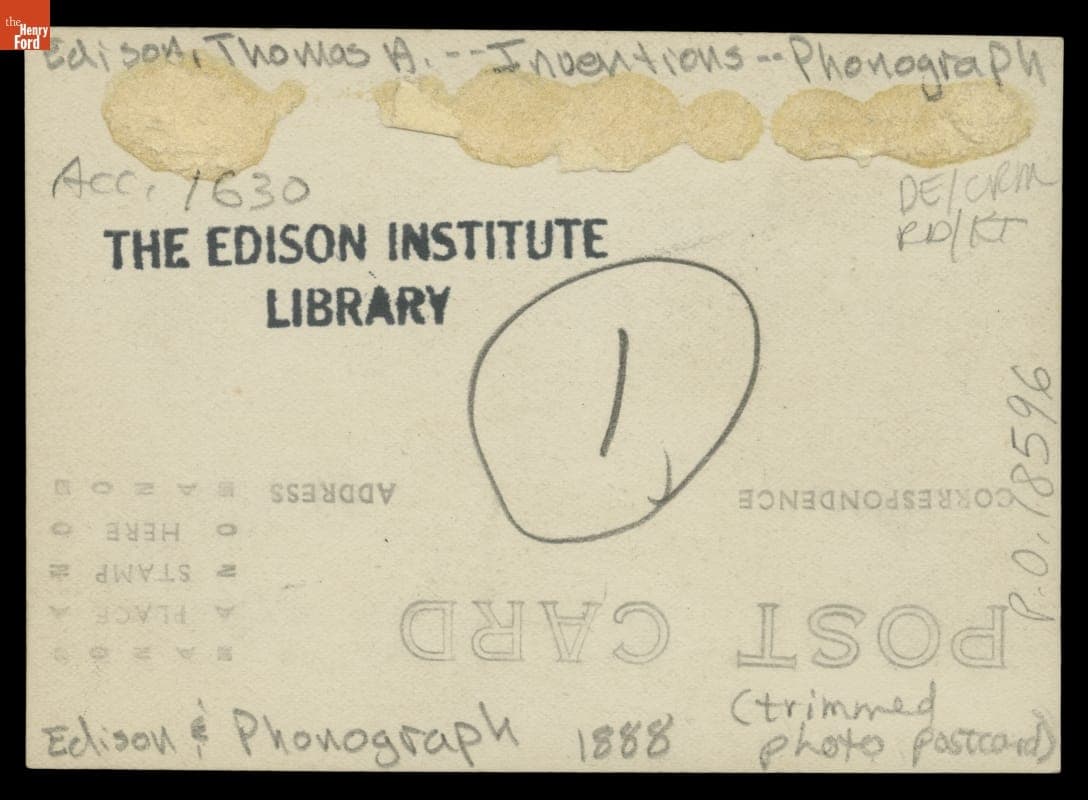 the Henry Ford
Edison, Thomas A. -- Inventions -- Phonograph
Acc. 1630
DE/CRM
RD/KT
THE EDISON INSTITUTE
LIBRARY
1
P.O. 18596
POST CARD
CORRESPONDENCE
ADDRESS
PLACE
STAMP
HERE
Edison & Phonograph 1888
(trimmed
photo postcard)